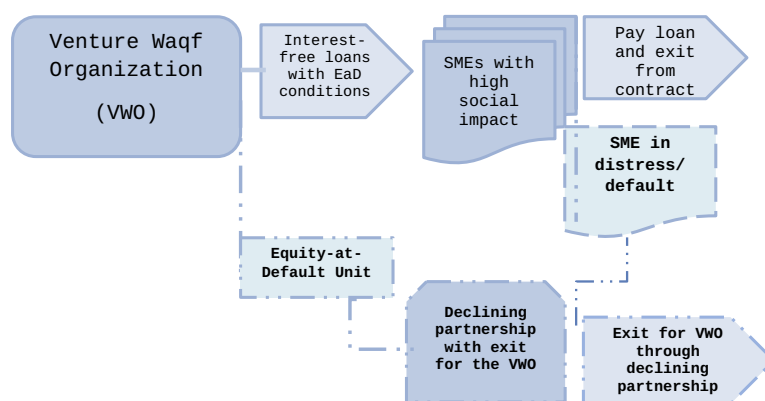 Venture Waqf
Organization
(VWO)
Interest-
free loans
with EaD
conditions
SMEs with
high
social
impact
Pay loan
and exit
from
contract
SME in
distress/
default
Equity-at-
Default Unit
Declining
partnership
with exit
for the VWO
Exit for VWO
through
declining
partnership